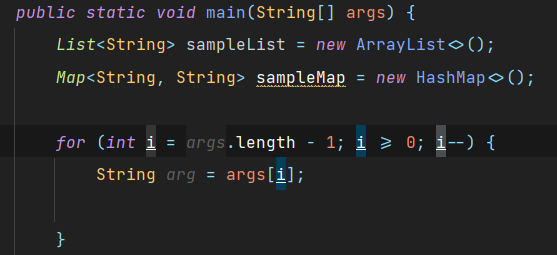 public static void main(String[] args) {
List<String> sampleList = new ArrayList<>();
Map<String, String> sampleMap = new HashMap<>();
for (int i = args.length - 1; i >= 0; i--) {
String arg = args[i];
}